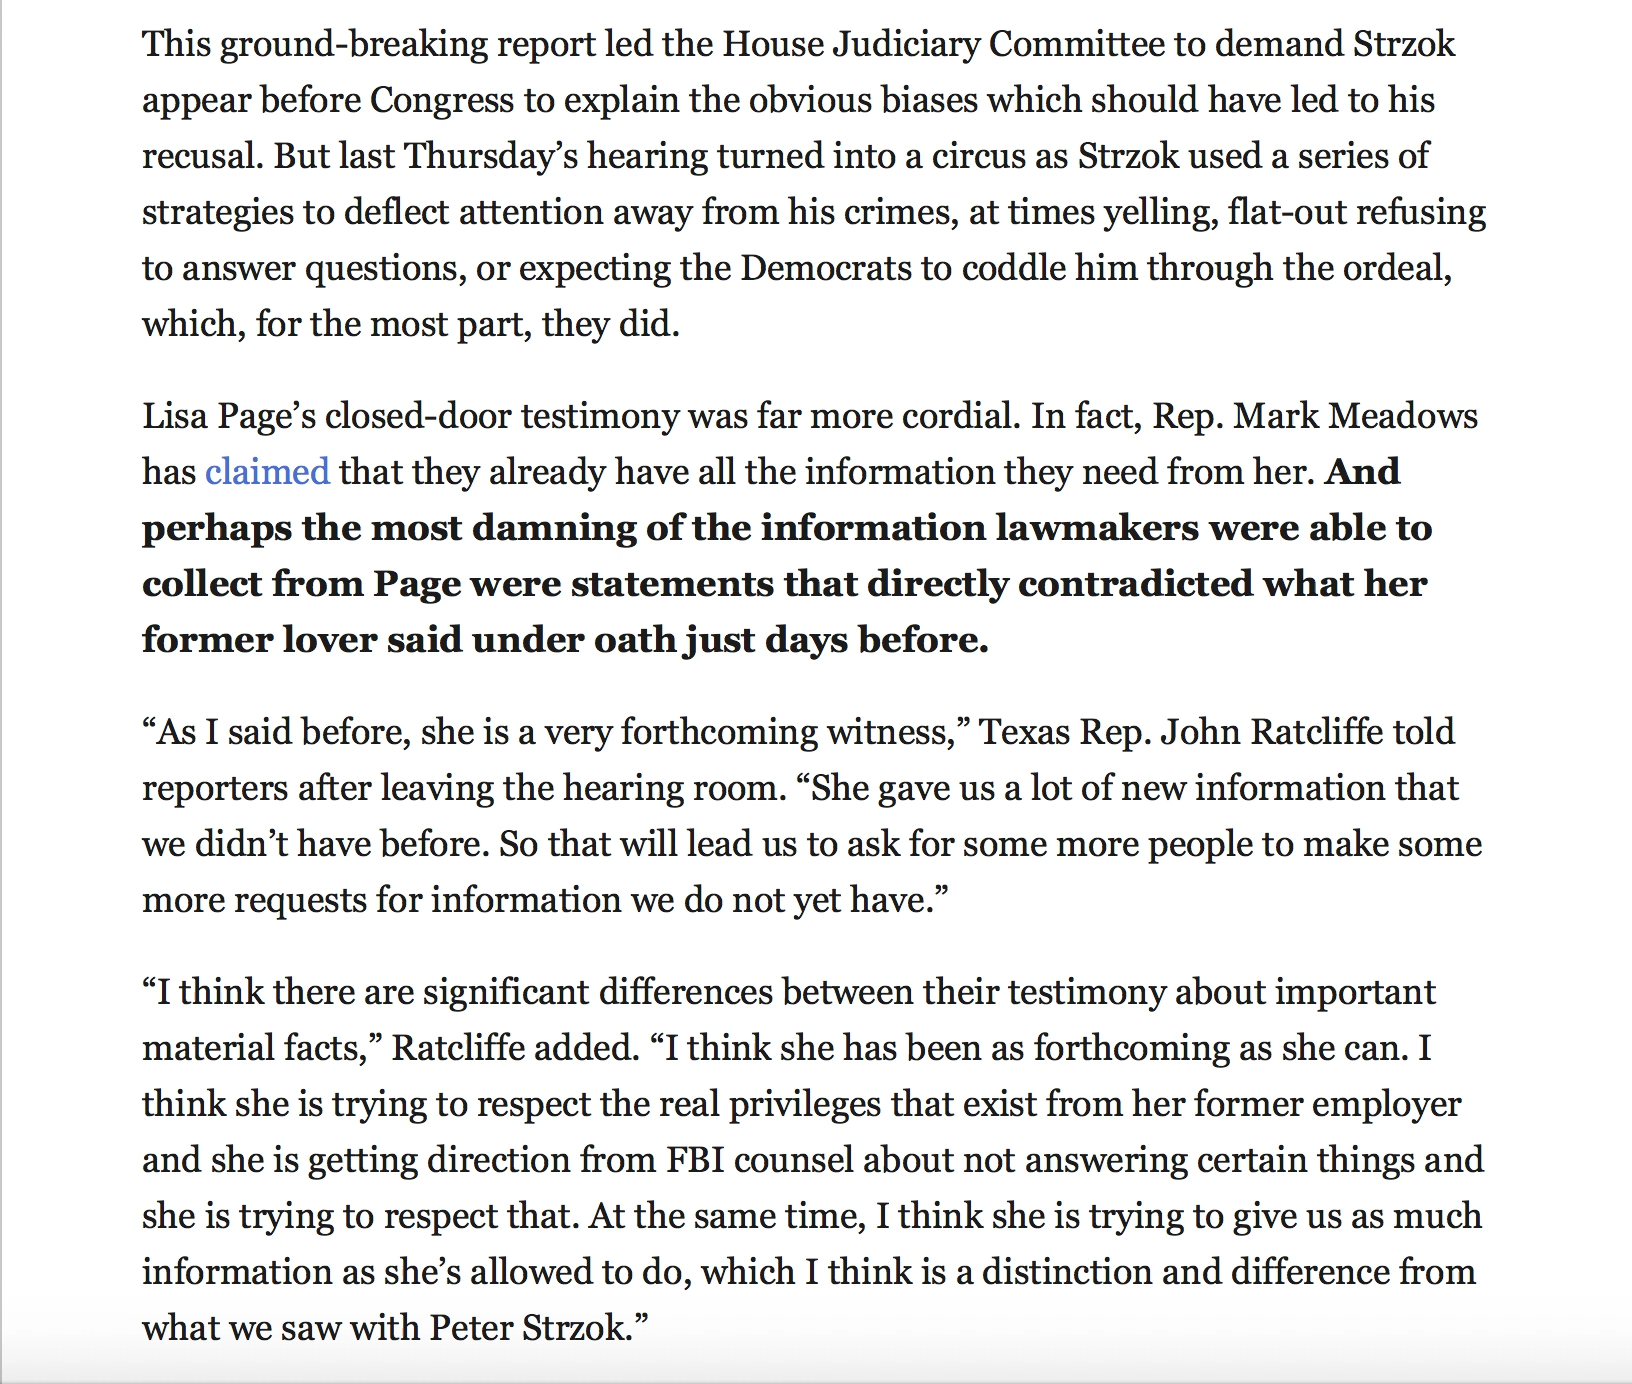 This ground-breaking report led the House Judiciary Committee to demand Strzok
appear before Congress to explain the obvious biases which should have led to his
recusal. But last Thursday’s hearing turned into a circus as Strzok used a series of
strategies to deflect attention away from his crimes, at times yelling, flat-out refusing
to answer questions, or expecting the Democrats to coddle him through the ordeal,
which, for the most part, they did.
Lisa Page’s closed-door testimony was far more cordial. In fact, Rep. Mark Meadows
has claimed that they already have all the information they need from her. And
perhaps the most damning of the information lawmakers were able to
collect from Page were statements that directly contradicted what her
former lover said under oath just days before.
“As I said before, she is a very forthcoming witness,” Texas Rep. John Ratcliffe told
reporters after leaving the hearing room. “She gave us a lot of new information that
we didn’t have before. So that will lead us to ask for some more people to make some
more requests for information we do not yet have.”
“I think there are significant differences between their testimony about important
material facts,” Ratcliffe added. “I think she has been as forthcoming as she can. I
think she is trying to respect the real privileges that exist from her former employer
and she is getting direction from FBI counsel about not answering certain things and
she is trying to respect that. At the same time, I think she is trying to give us as much
information as she’s allowed to do, which I think is a distinction and difference from
what we saw with Peter Strzok.”